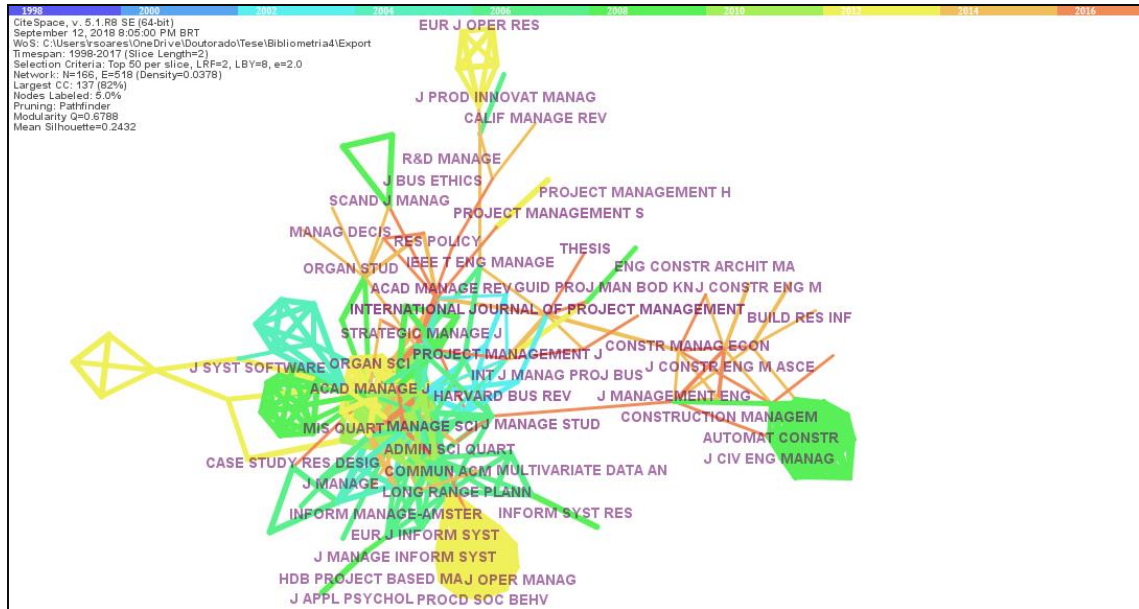 1998 2000 2002 2004 2006 2008 2010 2012 2014 2016
CiteSpace, v. 5.1.R8 SE (64-bit)
September 12, 2018 8:05:00 PM BRT
WoS: C:\Users\rsoares\OneDrive\Doutorado\Tese\Bibliometria4\Export
Timespan: 1998-2017 (Slice Length=2)
Selection Criteria: Top 50 per slice, LRF=2, LBY=8, e=2.0
Network: N=166, E=518 (Density=0.0378)
Largest CC: 137 (82%)
Nodes Labeled: 5.0%
Pruning: Pathfinder
Modularity Q=0.6788
Mean Silhouette=0.2432
EUR J OPER RES
J PROD INNOVAT MANAG
CALIF MANAGE REV
R&D MANAGE
J BUS ETHICS
PROJECT MANAGEMENT H
SCAND J MANAG
PROJECT MANAGEMENT S
MANAG DECIS
RES POLICY
THESIS
IEEE T ENG MANAGE
ORGAN STUD
ENG CONSTR ARCHIT MA
ACAD MANAGE REV
GUID PROJ MAN BOD KN
J CONSTR ENG M
INTERNATIONAL JOURNAL OF PROJECT MANAGEMENT
BUILD RES INF
STRATEGIC MANAGE J
CONSTR MANAG ECON
PROJECT MANAGEMENT J
J SYST SOFTWARE
ORGAN SCI
INT J MANAG PROJ BUS
J CONSTR ENG M ASCE
ACAD MANAGE J
HARVARD BUS REV
J MANAGEMENT ENG
CONSTRUCTION MANAGEM
MIS QUART
MANAGE SCI
J MANAGE STUD
AUTOMAT CONSTR
ADMIN SCI QUART
J CIV ENG MANAG
CASE STUDY RES DESIG
COMMUN ACM
MULTIVARIATE DATA AN
J MANAGE
LONG RANGE PLANN
INFORM MANAGE-AMSTER
INFORM SYST RES
EUR J INFORM SYST
J MANAGE INFORM SYST
HDB PROJECT BASED MA
J OPER MANAG
J APPL PSYCHOL
PROCD SOC BEHV